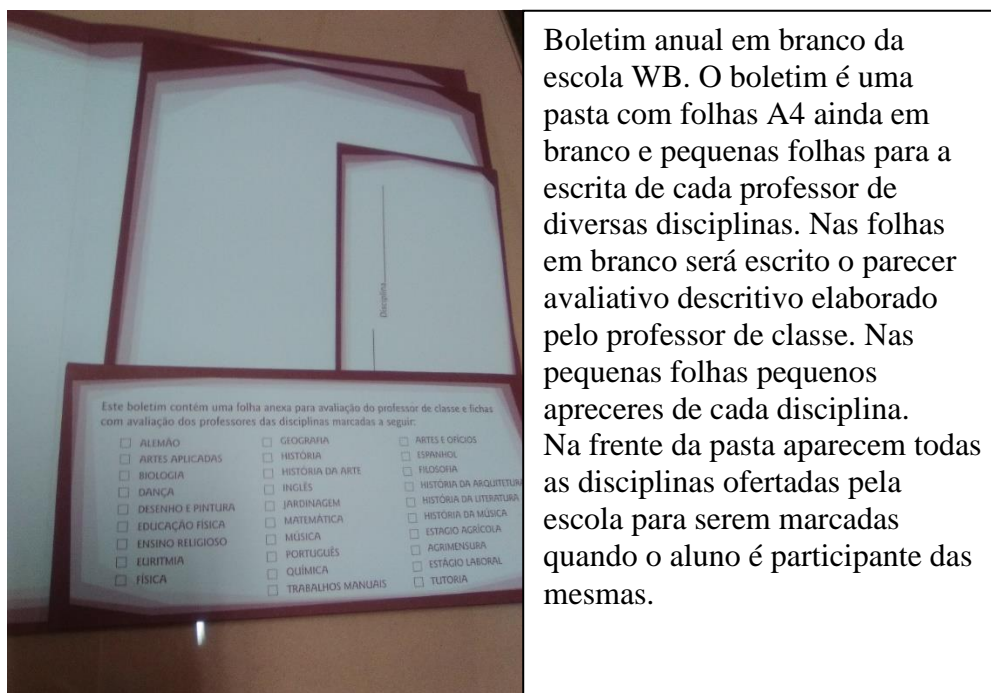 Boletim anual em branco da
escola WB. O boletim é uma
pasta com folhas A4 ainda em
branco e pequenas folhas para a
escrita de cada professor de
diversas disciplinas. Nas folhas
em branco será escrito o parecer
avaliativo descritivo elaborado
pelo professor de classe. Nas
pequenas folhas pequenos
apreceres de cada disciplina.
Na frente da pasta aparecem todas
as disciplinas ofertadas pela
escola para serem marcadas
quando o aluno é participante das
mesmas.
Disciplina
Este boletim contém uma folha anexa para avaliação do professor de classe e fichas
com avaliação dos professores das disciplinas marcadas a seguir:
ALEMÃO
ARTES APLICADAS
BIOLOGIA
DANÇA
DESENHO E PINTURA
EDUCAÇÃO FÍSICA
ENSINO RELIGIOSO
EURITMIA
FÍSICA
GEOGRAFIA
HISTÓRIA
HISTÓRIA DA ARTE
INGLÊS
JARDINAGEM
MATEMÁTICA
MÚSICA
PORTUGUÊS
QUÍMICA
TRABALHOS MANUAIS
ARTES E OFÍCIOS
ESPANHOL
FILOSOFIA
HISTÓRIA DA ARQUITETURA
HISTÓRIA DA LITERATURA
HISTÓRIA DA MÚSICA
ESTAGIO AGRÍCOLA
AGRIMENSURA
ESTÁGIO LABORAL
TUTORIA